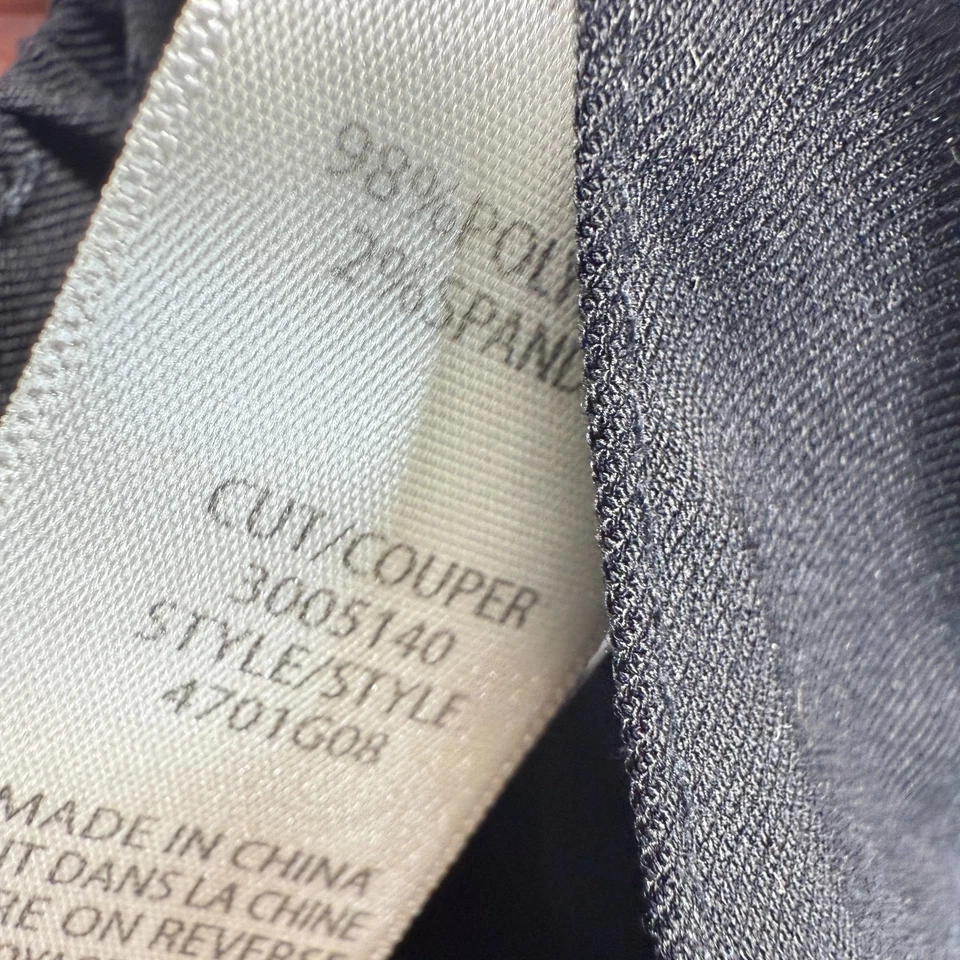 98% POLY
2% SPAND
CUT/COUPER
3005140
STYLE/STYLE
4701G08
MADE IN CHINA
IT DANS LA CHINE
HE ON REVERSE